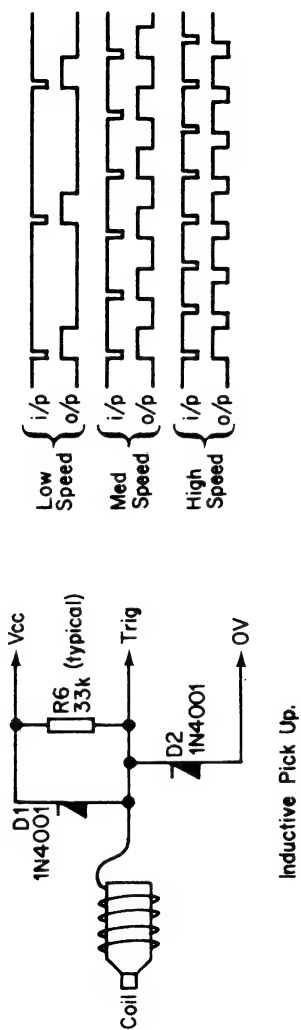 Coil
D1
1N4001
Vcc
R6
33k (typical)
Trig
D2
1N4001
0V
Inductive Pick Up.
Low
Speed
i/p
o/p
Med
Speed
i/p
o/p
High
Speed
i/p
o/p